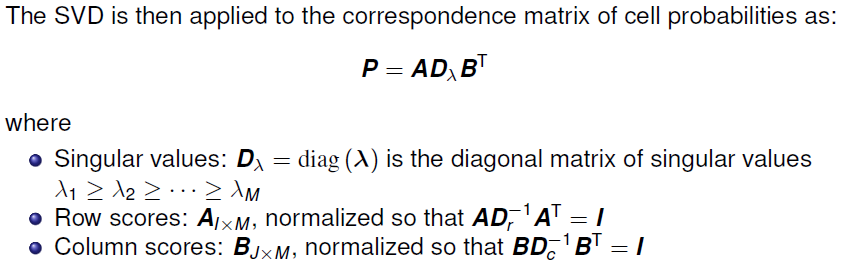 The SVD is then applied to the correspondence matrix of cell probabilities as:
P = AD_λ B^T
where
Singular values: D_λ = diag (λ) is the diagonal matrix of singular values
λ_1 ≥ λ_2 ≥ ··· ≥ λ_M
Row scores: A_{I×M}, normalized so that AD_r^{-1} A^T = I
Column scores: B_{J×M}, normalized so that BD_c^{-1} B^T = I